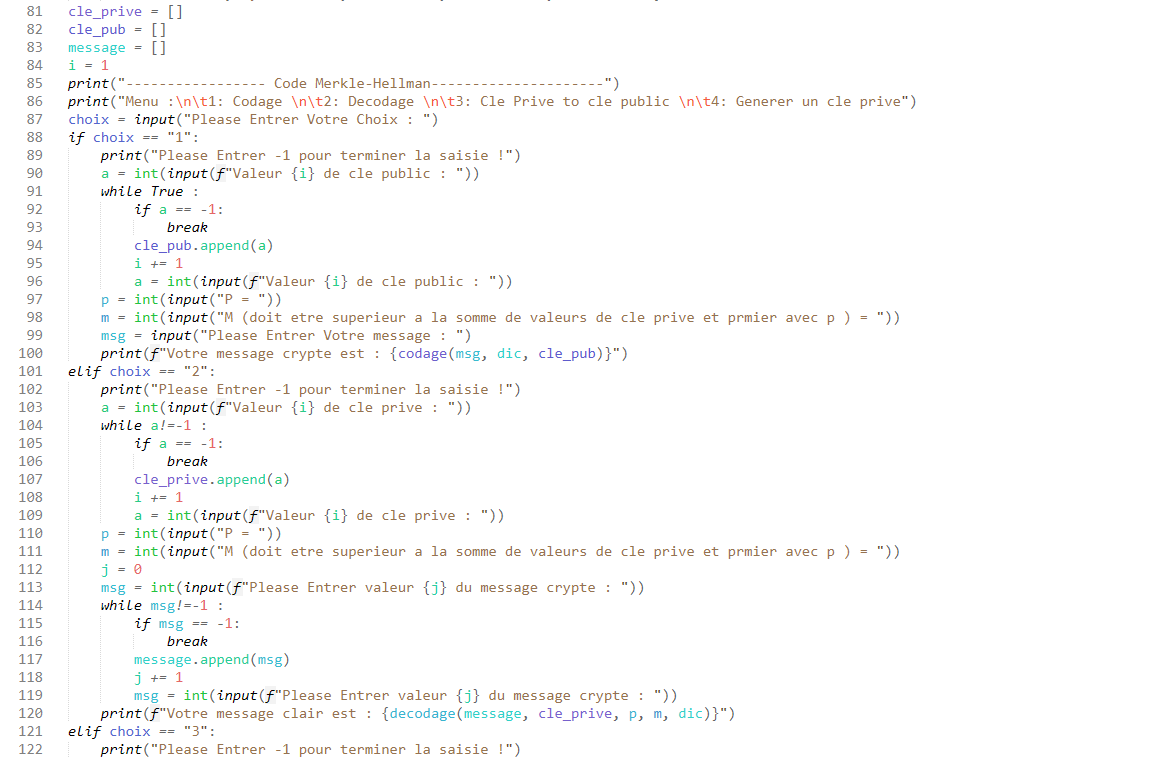 81 cle_prive = []
82 cle_pub = []
83 message = []
84 i = 1
85 print("----------------- Code Merkle-Hellman---------------------")
86 print("Menu :\n\t1: Codage \n\t2: Decodage \n\t3: Cle Prive to cle public \n\t4: Generer un cle prive")
87 choix = input("Please Entrer Votre Choix : ")
88 if choix == "1":
89     print("Please Entrer -1 pour terminer la saisie !")
90     a = int(input(f"Valeur {i} de cle public : "))
91     while True :
92         if a == -1:
93             break
94         cle_pub.append(a)
95         i += 1
96         a = int(input(f"Valeur {i} de cle public : "))
97     p = int(input("P = "))
98     m = int(input("M (doit etre superieur a la somme de valeurs de cle prive et prmier avec p ) = "))
99     msg = input("Please Entrer Votre message : ")
100     print(f"Votre message crypte est : {codage(msg, dic, cle_pub)}")
101 elif choix == "2":
102     print("Please Entrer -1 pour terminer la saisie !")
103     a = int(input(f"Valeur {i} de cle prive : "))
104     while a!=-1 :
105         if a == -1:
106             break
107         cle_prive.append(a)
108         i += 1
109         a = int(input(f"Valeur {i} de cle prive : "))
110     p = int(input("P = "))
111     m = int(input("M (doit etre superieur a la somme de valeurs de cle prive et prmier avec p ) = "))
112     j = 0
113     msg = int(input(f"Please Entrer valeur {j} du message crypte : "))
114     while msg!=-1 :
115         if msg == -1:
116             break
117         message.append(msg)
118         j += 1
119         msg = int(input(f"Please Entrer valeur {j} du message crypte : "))
120     print(f"Votre message clair est : {decodage(message, cle_prive, p, m, dic)}")
121 elif choix == "3":
122     print("Please Entrer -1 pour terminer la saisie !")